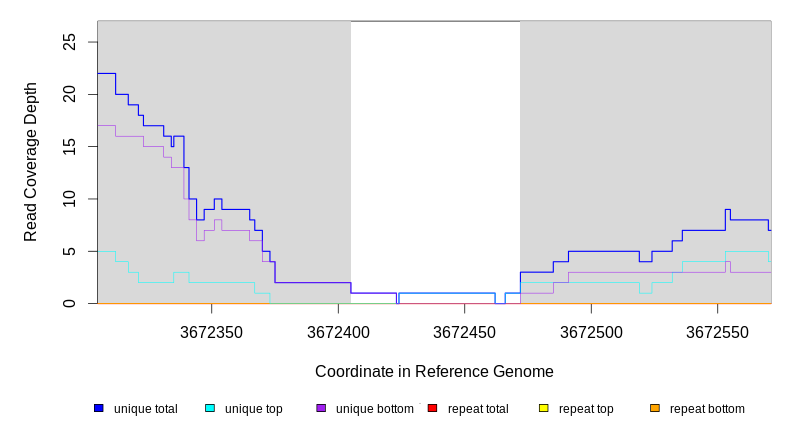 Read Coverage Depth
25
20
15
10
5
0
3672350 3672400 3672450 3672500 3672550
Coordinate in Reference Genome
unique total unique top unique bottom repeat total repeat top repeat bottom